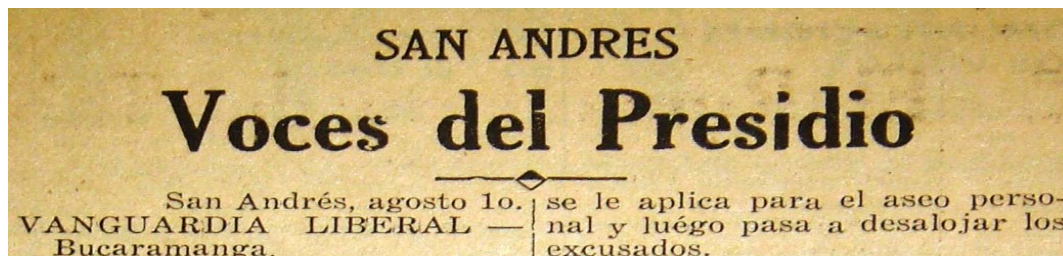 SAN ANDRES
Voces del Presidio
San Andrés, agosto 1o.
VANGUARDIA LIBERAL —
Bucaramanga.
se le aplica para el aseo perso-
nal y luégo pasa a desalojar los
excusados.